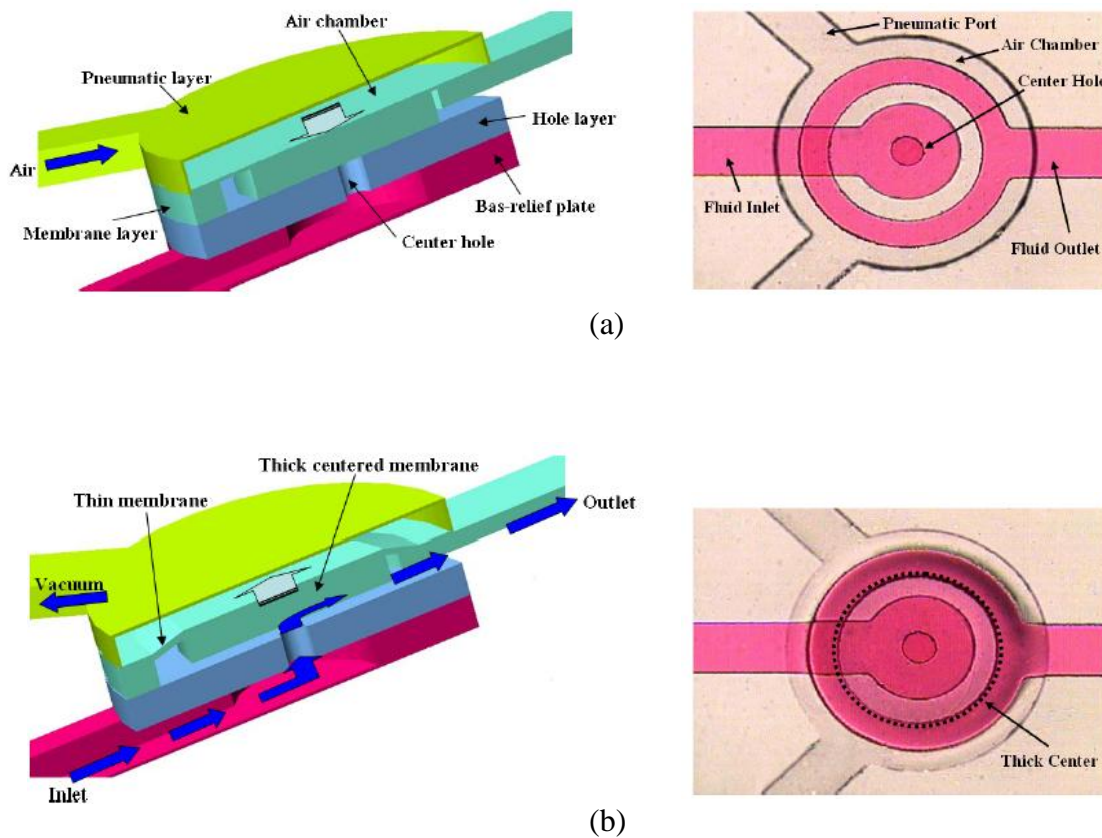 Air chamber
Pneumatic layer
Hole layer
Air
Bas-relief plate
Membrane layer
Center hole
Pneumatic Port
Air Chamber
Center Hole
Fluid Inlet
Fluid Outlet
(a)
Thick centered membrane
Thin membrane
Outlet
Vacuum
Inlet
Thick Center
(b)